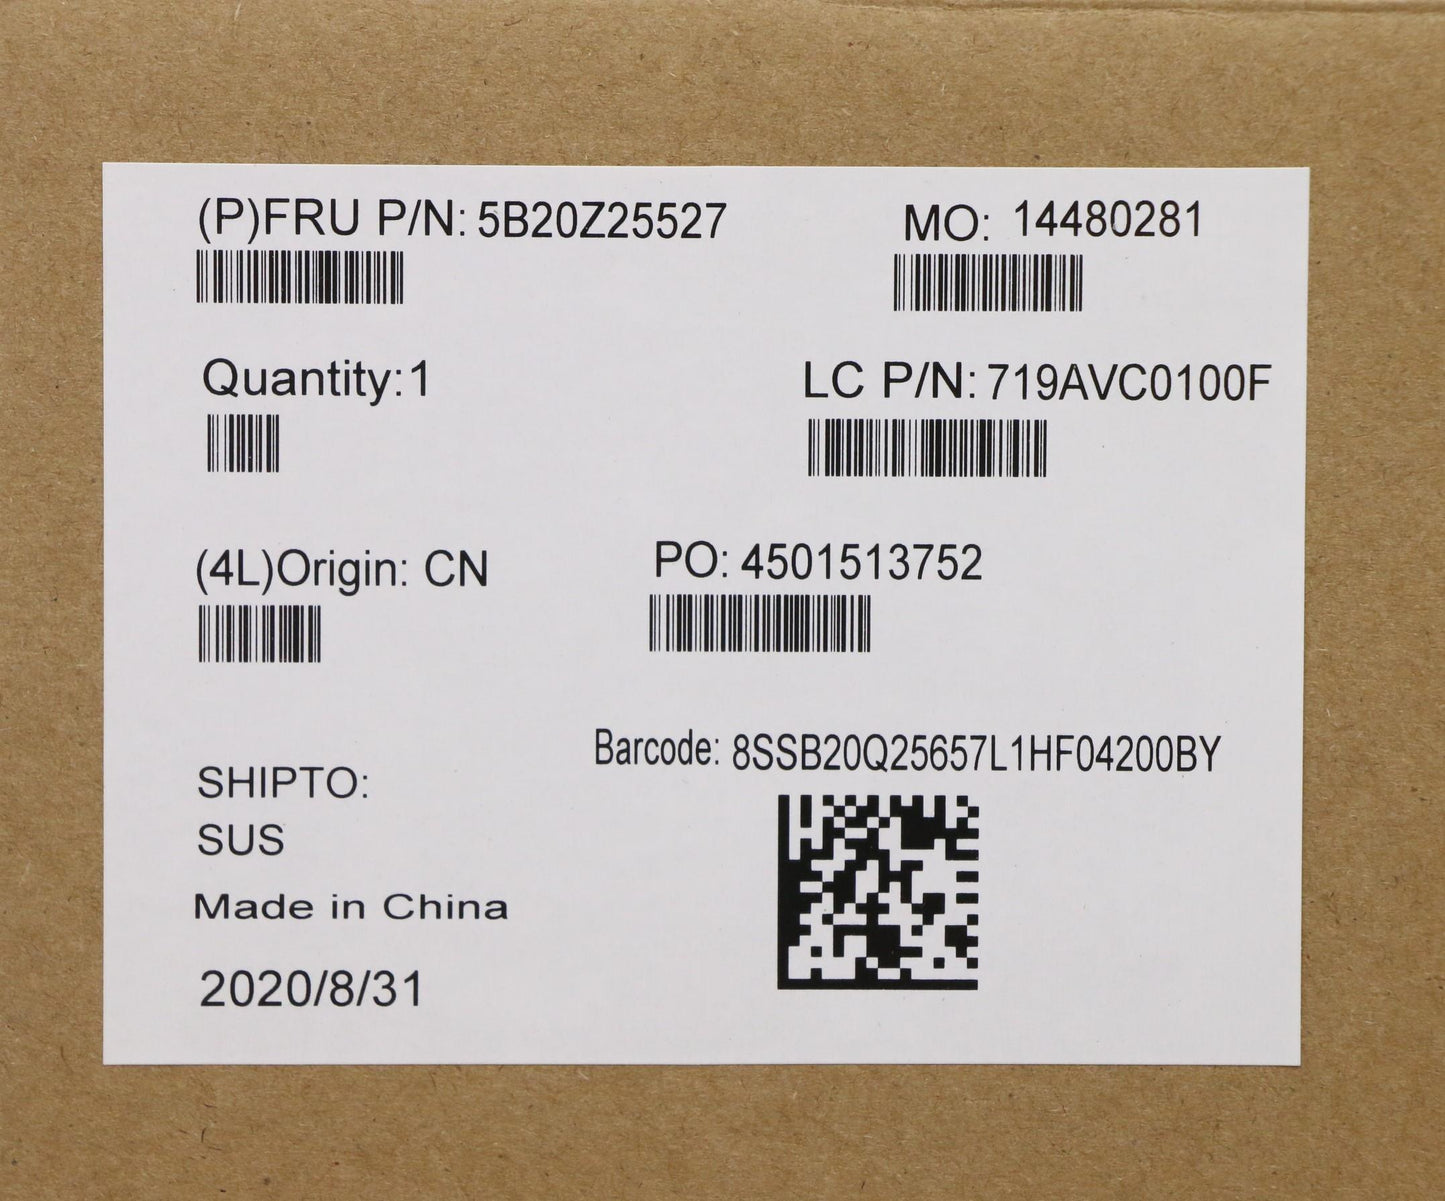 (P)FRU P/N: 5B20Z25527
MO: 14480281
Quantity:1
LC P/N: 719AVC0100F
(4L)Origin: CN
PO: 4501513752
Barcode: 8SSB20Q25657L1HF04200BY
SHIPTO:
SUS
Made in China
2020/8/31